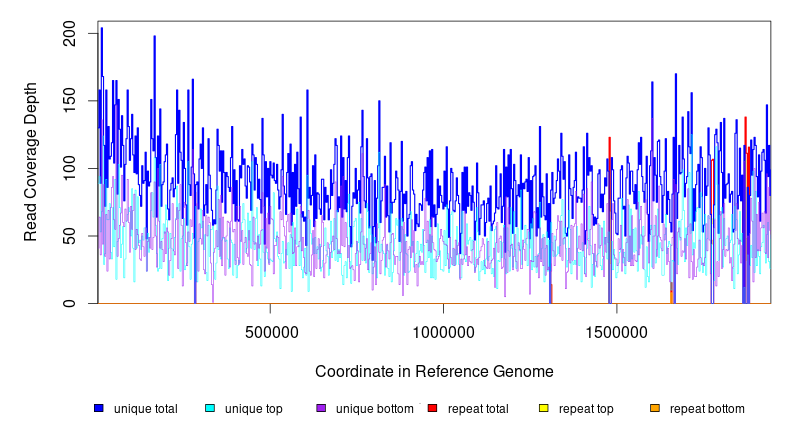 200
150
100
50
0
Read Coverage Depth
500000 1000000 1500000
Coordinate in Reference Genome
unique total unique top unique bottom repeat total repeat top repeat bottom